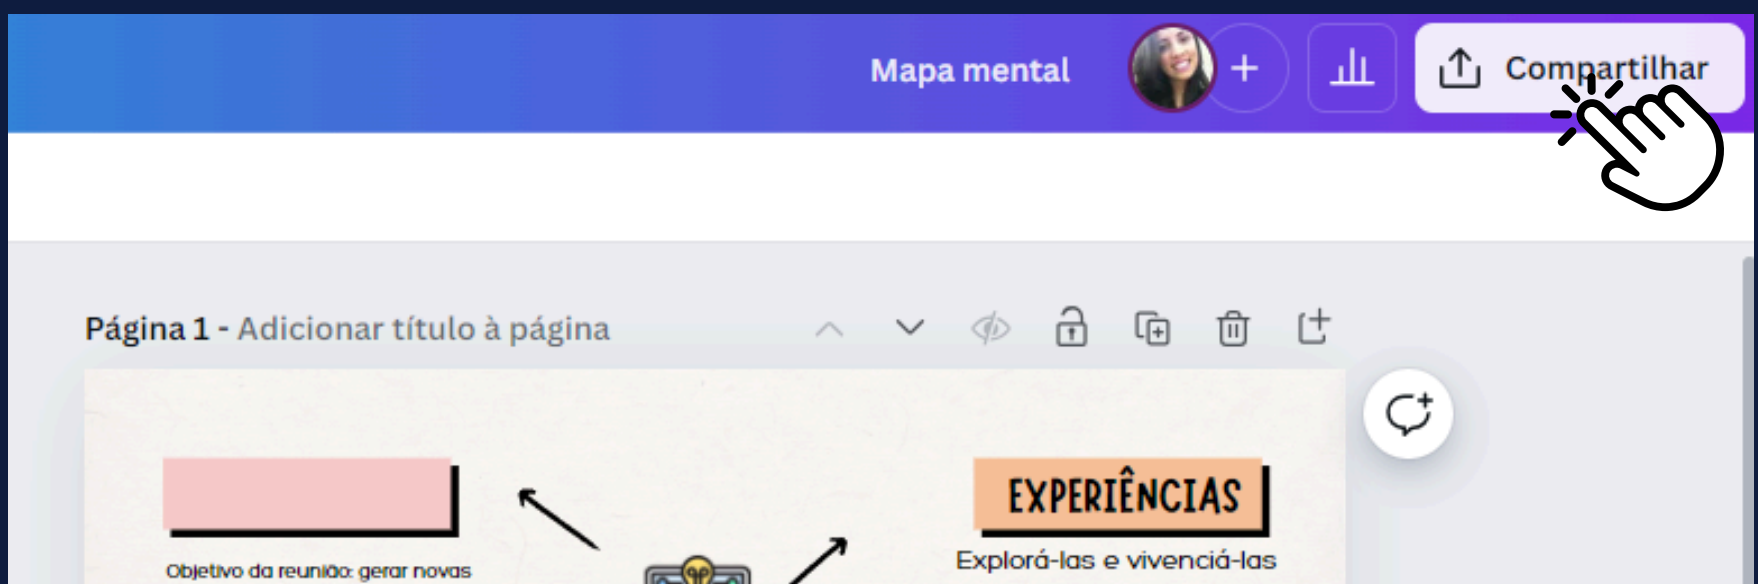 Mapa mental
Compartilhar
Página 1 - Adicionar título à página
EXPERIÊNCIAS
Explorá-las e vivenciá-las
Objetivo da reunião: gerar novas